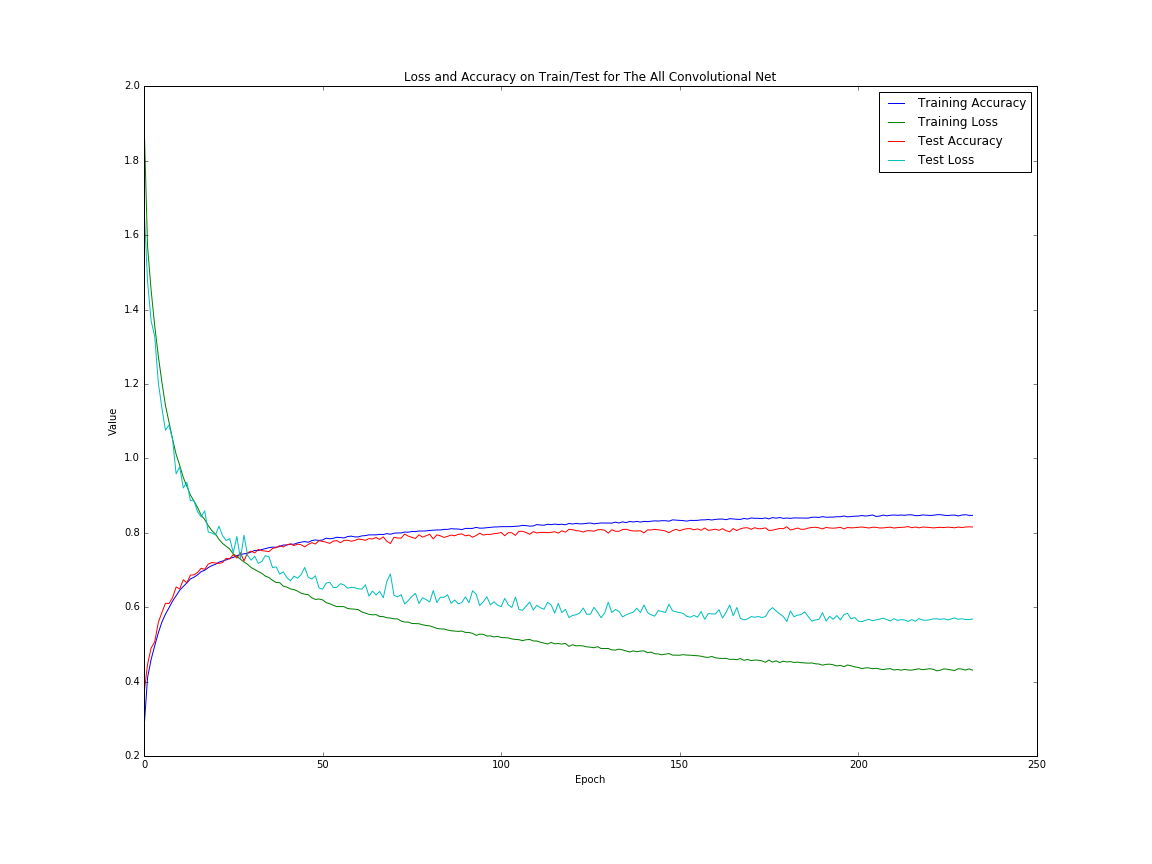 Loss and Accuracy on Train/Test for The All Convolutional Net
2.0
1.8
1.6
1.4
1.2
1.0
0.8
0.6
0.4
0.2
Value
Training Accuracy
Training Loss
Test Accuracy
Test Loss
0 50 100 150 200 250
Epoch